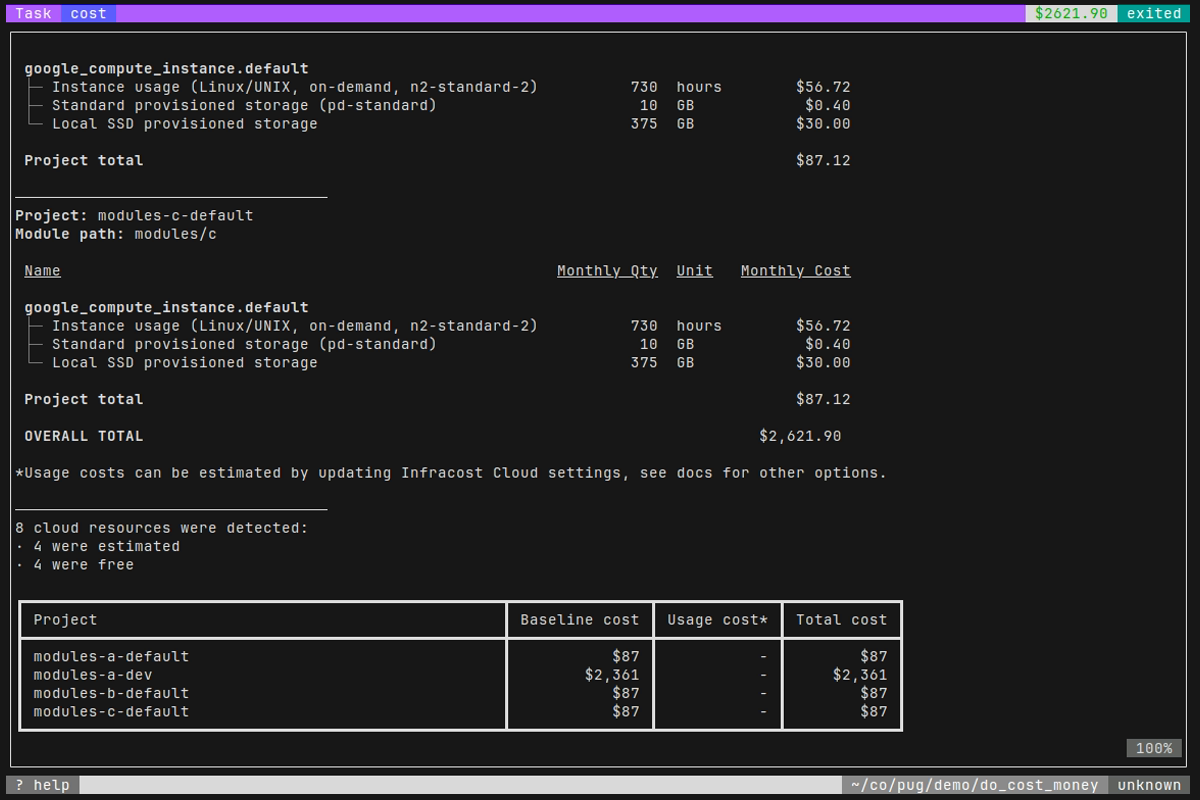 Task cost $2621.90 exited
google_compute_instance.default
Instance usage (Linux/UNIX, on-demand, n2-standard-2) 730 hours $56.72
Standard provisioned storage (pd-standard) 10 GB $0.40
Local SSD provisioned storage 375 GB $30.00
Project total $87.12
Project: modules-c-default
Module path: modules/c
Name Monthly Qty Unit Monthly Cost
google_compute_instance.default
Instance usage (Linux/UNIX, on-demand, n2-standard-2) 730 hours $56.72
Standard provisioned storage (pd-standard) 10 GB $0.40
Local SSD provisioned storage 375 GB $30.00
Project total $87.12
OVERALL TOTAL $2,621.90
*Usage costs can be estimated by updating Infracost Cloud settings, see docs for other options.
8 cloud resources were detected:
· 4 were estimated
· 4 were free
Project Baseline cost Usage cost* Total cost
modules-a-default $87 - $87
modules-a-dev $2,361 - $2,361
modules-b-default $87 - $87
modules-c-default $87 - $87
100%
? help ~/co/pug/demo/do_cost_money unknown